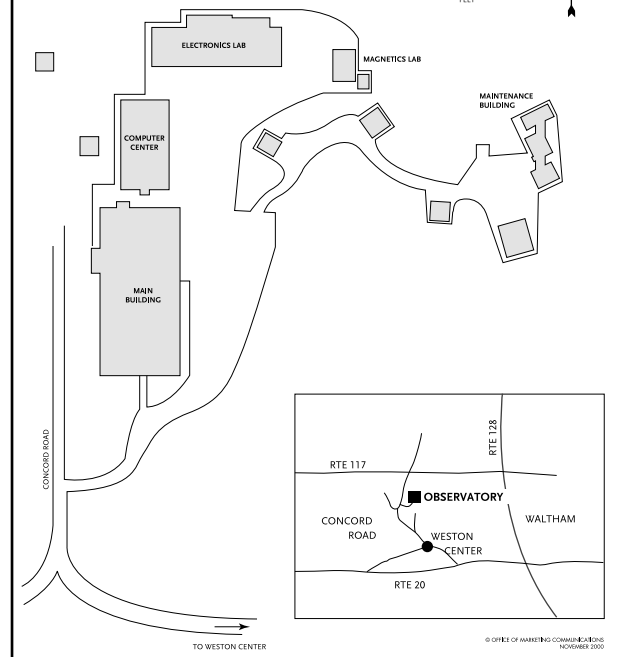 FEET
ELECTRONICS LAB
MAGNETICS LAB
MAINTENANCE
BUILDING
COMPUTER
CENTER
MAIN
BUILDING
CONCORD ROAD
RTE 128
RTE 117
OBSERVATORY
CONCORD
ROAD
WALTHAM
WESTON
CENTER
RTE 20
TO WESTON CENTER
© OFFICE OF MARKETING COMMUNICATIONS
NOVEMBER 2000